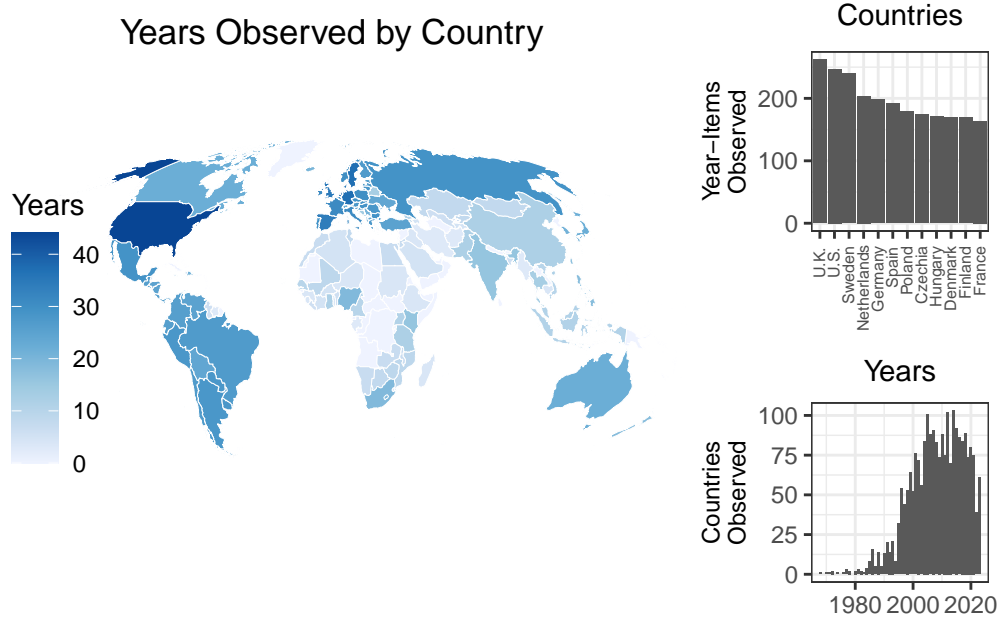 Years Observed by Country
Years
40
30
20
10
0
Countries
Year−Items
Observed
200
100
0
U.K.
U.S.
Sweden
Netherlands
Germany
Spain
Poland
Czechia
Hungary
Denmark
Finland
France
Years
Countries
Observed
100
75
50
25
0
1980 2000 2020